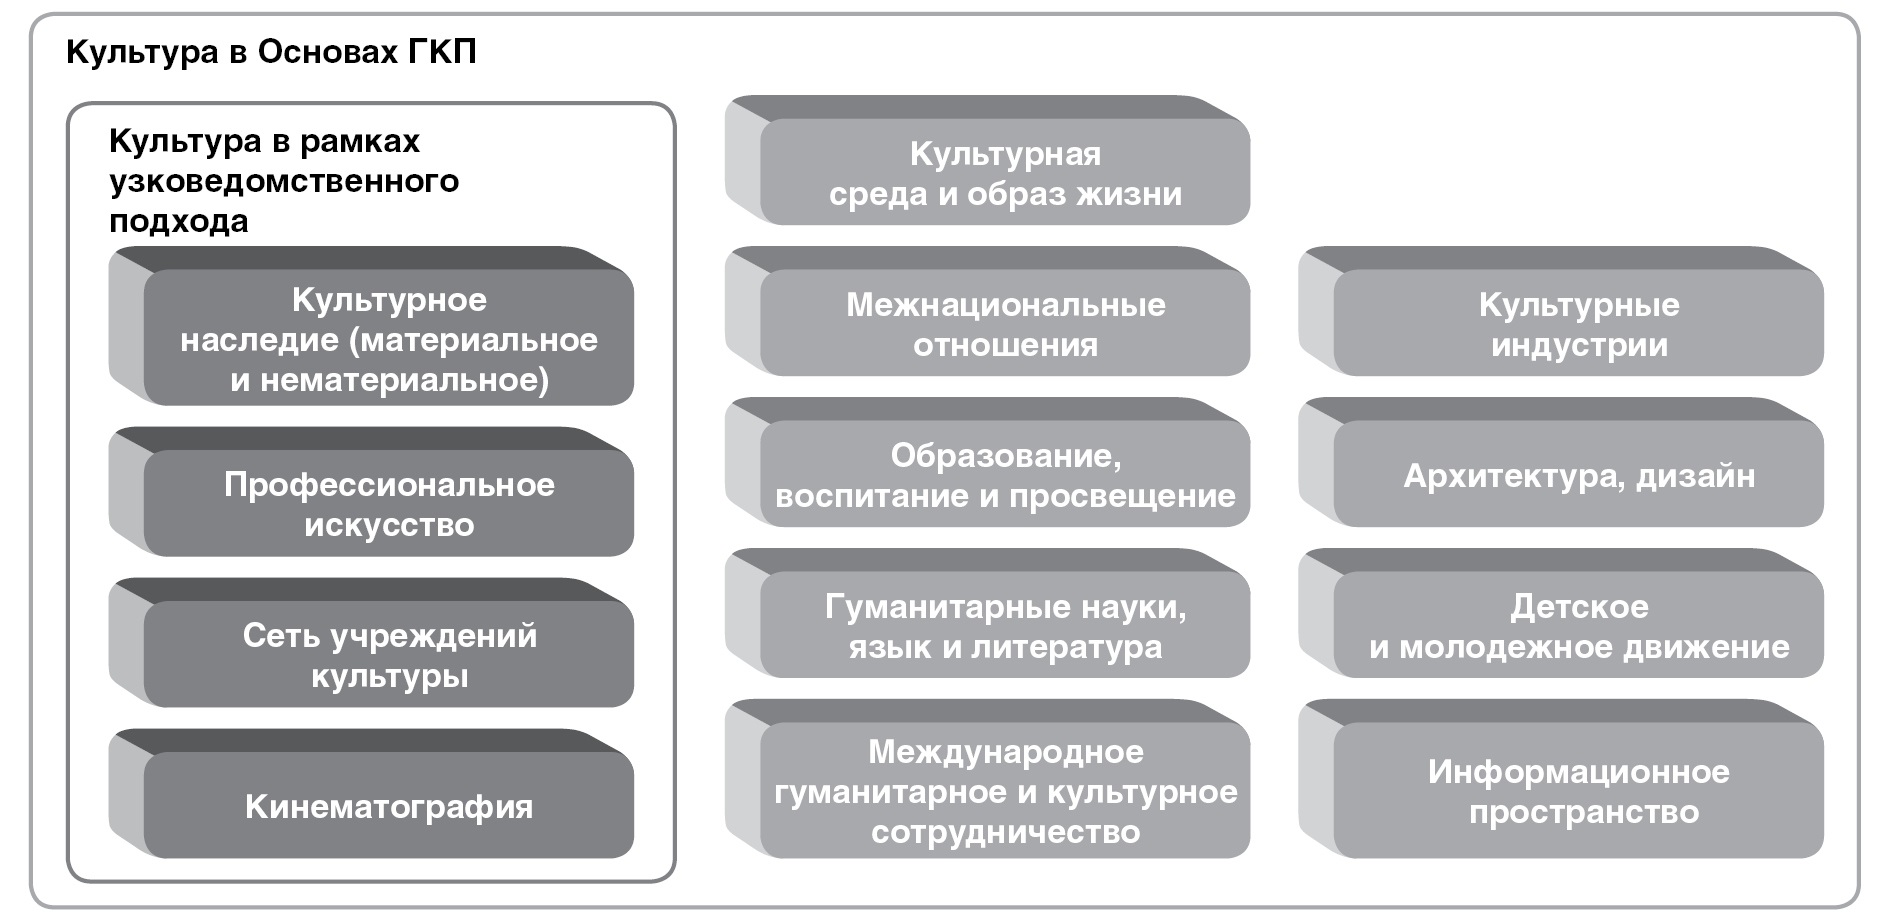 Культура в Основах ГКП
Культура в рамках
узковедомственного
подхода
Культурное
наследие (материальное
и нематериальное)
Профессиональное
искусство
Сеть учреждений
культуры
Кинематография
Культурная
среда и образ жизни
Межнациональные
отношения
Образование,
воспитание и просвещение
Гуманитарные науки,
язык и литература
Международное
гуманитарное и культурное
сотрудничество
Культурные
индустрии
Архитектура, дизайн
Детское
и молодежное движение
Информационное
пространство